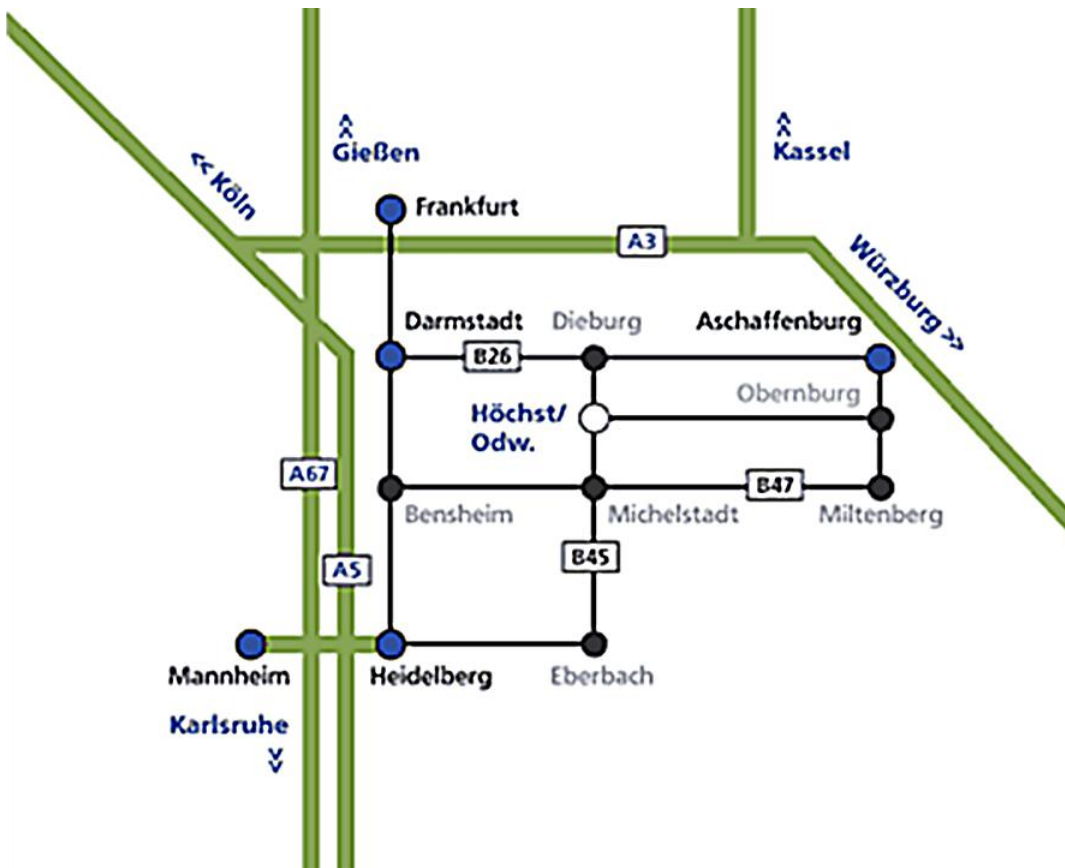 Gießen
Kassel
<< Köln
Frankfurt
A3
Würzburg >>
Darmstadt
Dieburg
Aschaffenburg
B26
Obernburg
Höchst/
Odw.
A67
B47
Bensheim
Michelstadt
Miltenberg
B45
A5
Mannheim
Heidelberg
Eberbach
Karlsruhe